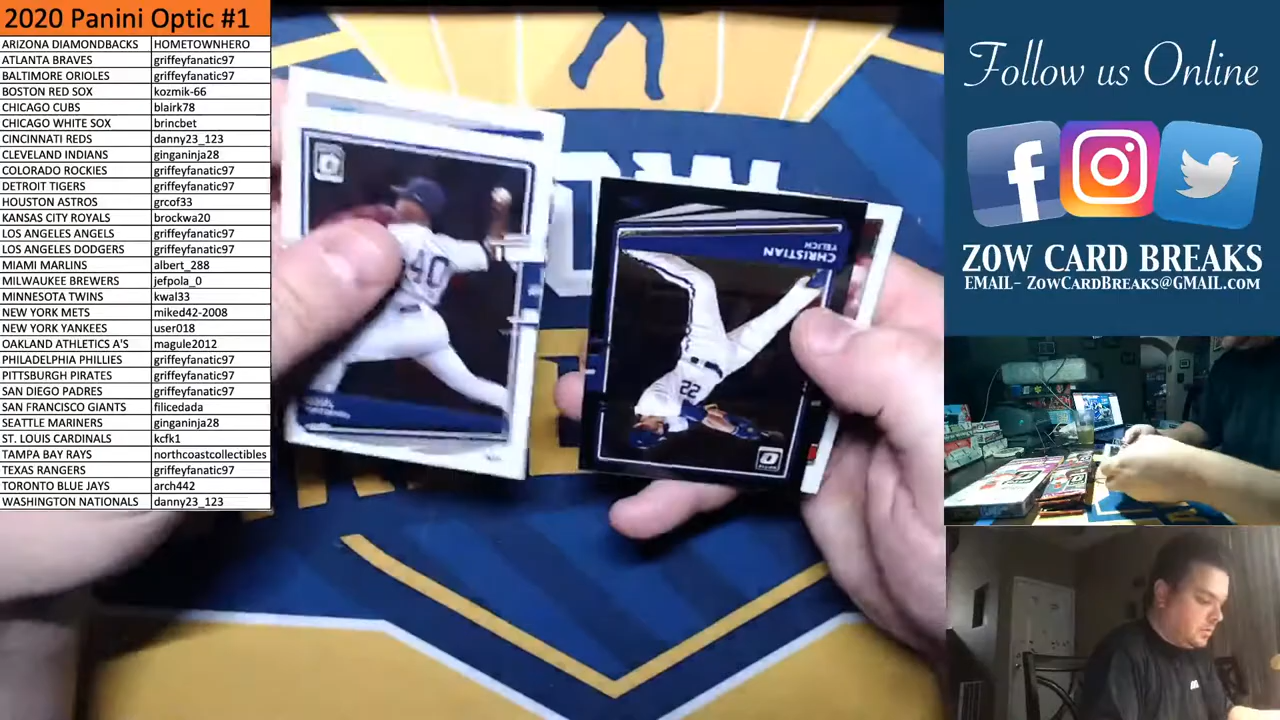 2020 Panini Optic #1
ARIZONA DIAMONDBACKS HOMETOWNHERO
ATLANTA BRAVES griffeyfanatic97
BALTIMORE ORIOLES griffeyfanatic97
BOSTON RED SOX kozmik-66
CHICAGO CUBS blairk78
CHICAGO WHITE SOX brincbet
CINCINNATI REDS danny23_123
CLEVELAND INDIANS ginganinja28
COLORADO ROCKIES griffeyfanatic97
DETROIT TIGERS griffeyfanatic97
HOUSTON ASTROS grcof33
KANSAS CITY ROYALS brockwa20
LOS ANGELES ANGELS griffeyfanatic97
LOS ANGELES DODGERS griffeyfanatic97
MIAMI MARLINS albert_288
MILWAUKEE BREWERS jefpola_0
MINNESOTA TWINS kwal33
NEW YORK METS miked42-2008
NEW YORK YANKEES user018
OAKLAND ATHLETICS A'S magule2012
PHILADELPHIA PHILLIES griffeyfanatic97
PITTSBURGH PIRATES griffeyfanatic97
SAN DIEGO PADRES griffeyfanatic97
SAN FRANCISCO GIANTS filicedada
SEATTLE MARINERS ginganinja28
ST. LOUIS CARDINALS kcfk1
TAMPA BAY RAYS northcoastcollectibles
TEXAS RANGERS griffeyfanatic97
TORONTO BLUE JAYS arch442
WASHINGTON NATIONALS danny23_123
40
CHRISTIAN
YELICH
22
Follow us Online
ZOW CARD BREAKS
EMAIL- ZOWCARDBREAKS@GMAIL.COM